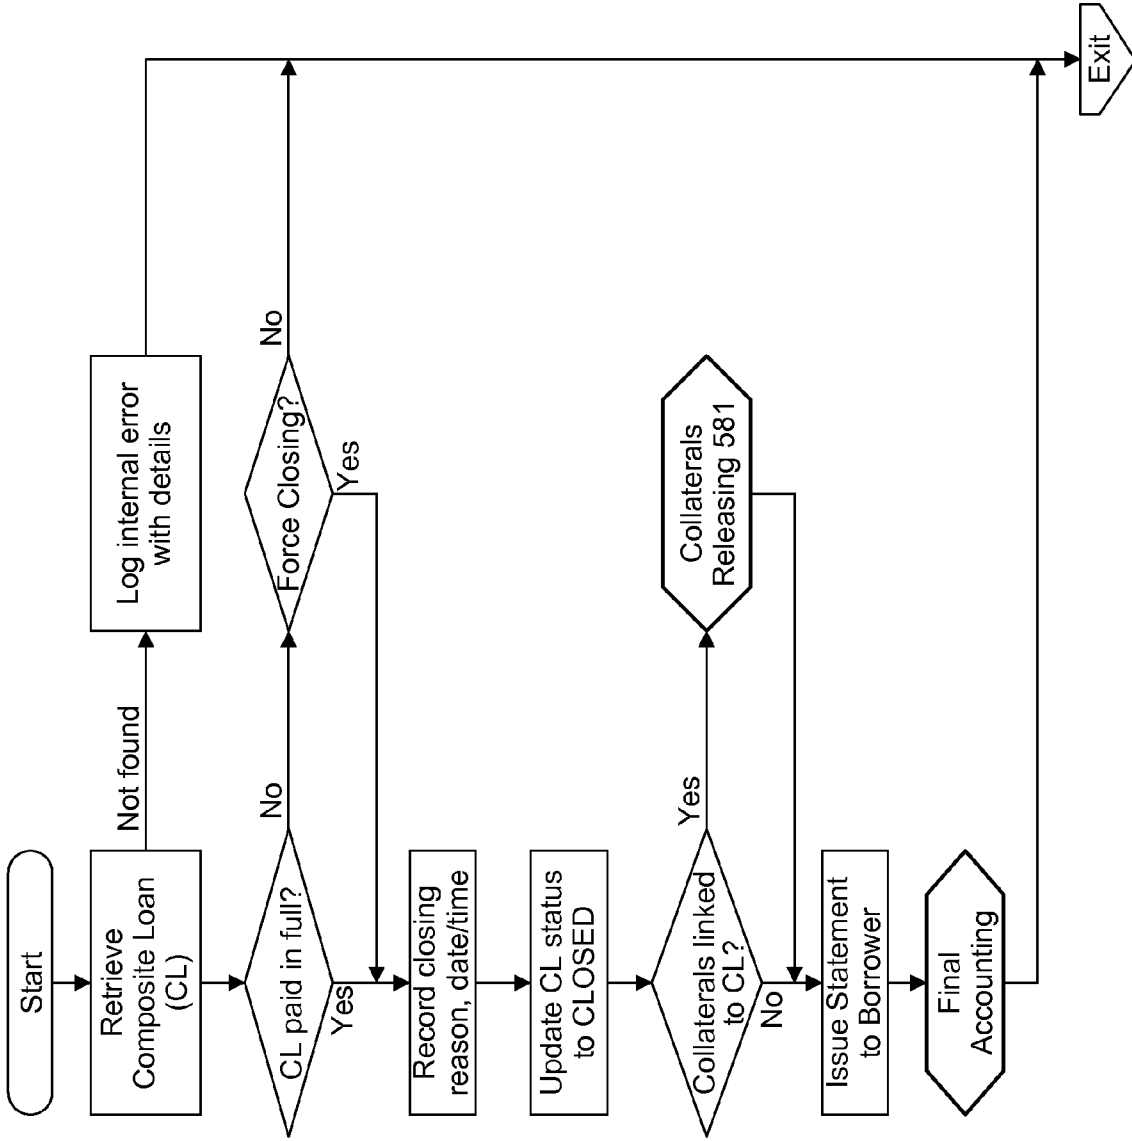 Start
Retrieve
Composite Loan
(CL)
Not found
Log internal error
with details
CL paid in full?
No
Yes
Force Closing?
No
Yes
Record closing
reason, date/time
Update CL status
to CLOSED
Collaterals linked
to CL?
Yes
No
Collaterals
Releasing 581
Issue Statement
to Borrower
Final
Accounting
Exit